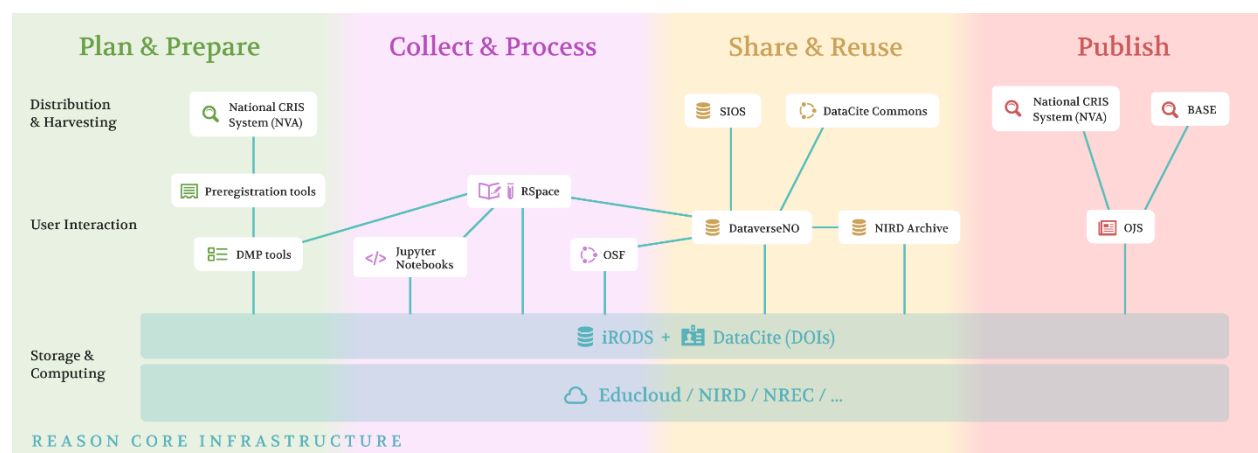 Plan & Prepare
Collect & Process
Share & Reuse
Publish
Distribution
& Harvesting
National CRIS
System (NVA)
SIOS
DataCite Commons
National CRIS
System (NVA)
BASE
User Interaction
Preregistration tools
RSpace
DMP tools
</>
Jupyter
Notebooks
OSF
DataverseNO
NIRD Archive
OJS
Storage &
Computing
iRODS + DataCite (DOIs)
Educloud / NIRD / NREC / ...
REASON CORE INFRASTRUCTURE